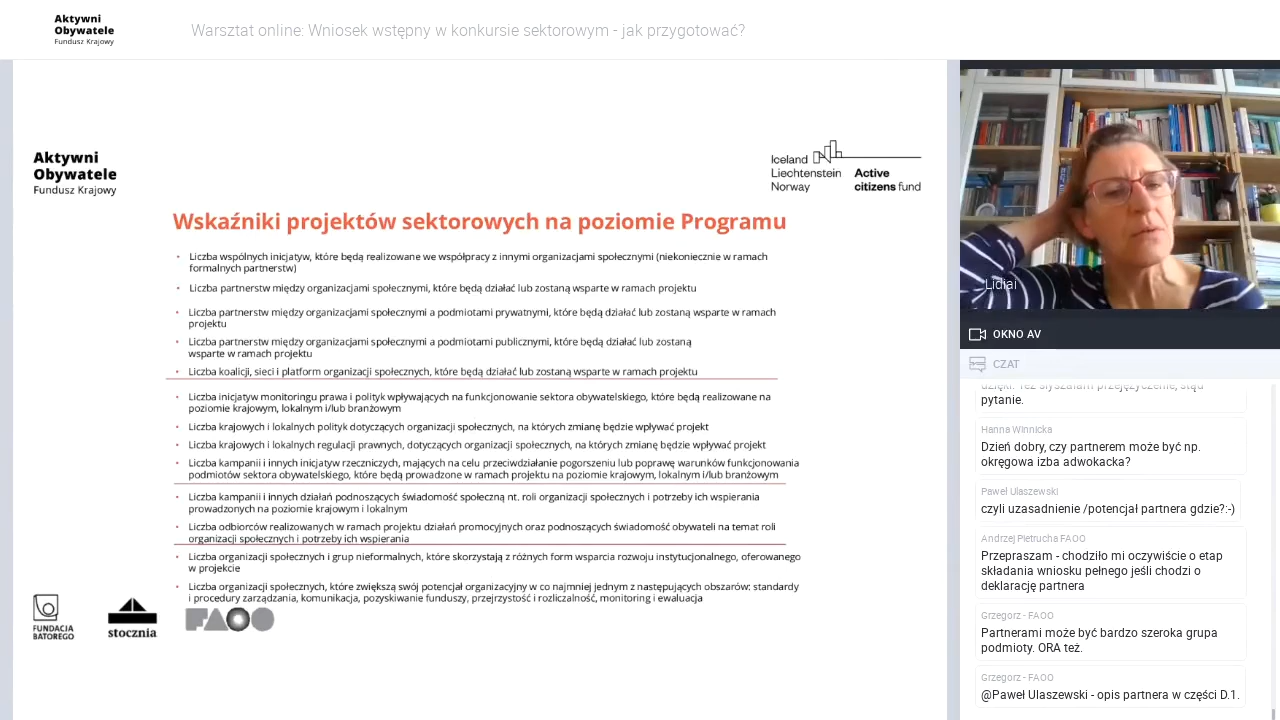 Aktywni
Obywatele
Fundusz Krajowy
Warsztat online: Wniosek wstępny w konkursie sektorowym - jak przygotować?
Aktywni
Obywatele
Fundusz Krajowy
Iceland
Liechtenstein
Norway
Active
citizens fund
Wskaźniki projektów sektorowych na poziomie Programu
• Liczba wspólnych inicjatyw, które będą realizowane we współpracy z innymi organizacjami społecznymi (niekoniecznie w ramach
formalnych partnerstw)
• Liczba partnerstw między organizacjami społecznymi, które będą działać lub zostaną wsparte w ramach projektu
• Liczba partnerstw między organizacjami społecznymi a podmiotami prywatnymi, które będą działać lub zostaną wsparte w ramach
projektu
• Liczba partnerstw między organizacjami społecznymi a podmiotami publicznymi, które będą działać lub zostaną
wsparte w ramach projektu
• Liczba koalicji, sieci i platform organizacji społecznych, które będą działać lub zostaną wsparte w ramach projektu
• Liczba inicjatyw monitoringu prawa i polityk wpływających na funkcjonowanie sektora obywatelskiego, które będą realizowane na
poziomie krajowym, lokalnym i/lub branżowym
• Liczba krajowych i lokalnych polityk dotyczących organizacji społecznych, na których zmianę będzie wpływać projekt
• Liczba krajowych i lokalnych regulacji prawnych, dotyczących organizacji społecznych, na których zmianę będzie wpływać projekt
• Liczba kampanii i innych inicjatyw rzeczniczych, mających na celu przeciwdziałanie pogorszeniu lub poprawę warunków funkcjonowania
podmiotów sektora obywatelskiego, które będą prowadzone w ramach projektu na poziomie krajowym, lokalnym i/lub branżowym
• Liczba kampanii i innych działań podnoszących świadomość społeczną nt. roli organizacji społecznych i potrzeby ich wspierania
prowadzonych na poziomie krajowym i lokalnym
• Liczba odbiorców realizowanych w ramach projektu działań promocyjnych oraz podnoszących świadomość obywateli na temat roli
organizacji społecznych i potrzeby ich wspierania
• Liczba organizacji społecznych i grup nieformalnych, które skorzystają z różnych form wsparcia rozwoju instytucjonalnego, oferowanego
w projekcie
• Liczba organizacji społecznych, które zwiększą swój potencjał organizacyjny w co najmniej jednym z następujących obszarów: standardy
i procedury zarządzania, komunikacja, pozyskiwanie funduszy, przejrzystość i rozliczalność, monitoring i ewaluacja
FUNDACJA
BATOREGO
stocznia
FAOO
Lidiai
OKNO AV
CZAT
dzięki. Też słyszałam przejęzyczenie, stąd
pytanie.
Hanna Winnicka
Dzień dobry, czy partnerem może być np.
okręgowa izba adwokacka?
Paweł Ulaszewski
czyli uzasadnienie /potencjał partnera gdzie?:-)
Andrzej Pietrucha FAOO
Przepraszam - chodziło mi oczywiście o etap
składania wniosku pełnego jeśli chodzi o
deklarację partnera
Grzegorz - FAOO
Partnerami może być bardzo szeroka grupa
podmioty. ORA też.
Grzegorz - FAOO
@Paweł Ulaszewski - opis partnera w części D.1.